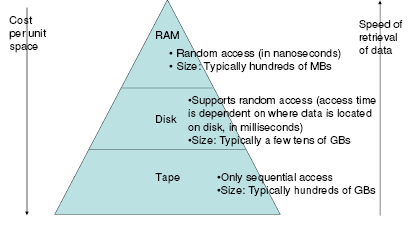 Cost
per unit
space
Speed of
retrieval
of data
RAM
• Random access (in nanoseconds)
• Size: Typically hundreds of MBs
Disk
•Supports random access (access time
is dependent on where data is located
on disk, in milliseconds)
•Size: Typically a few tens of GBs
Tape
•Only sequential access
•Size: Typically hundreds of GBs